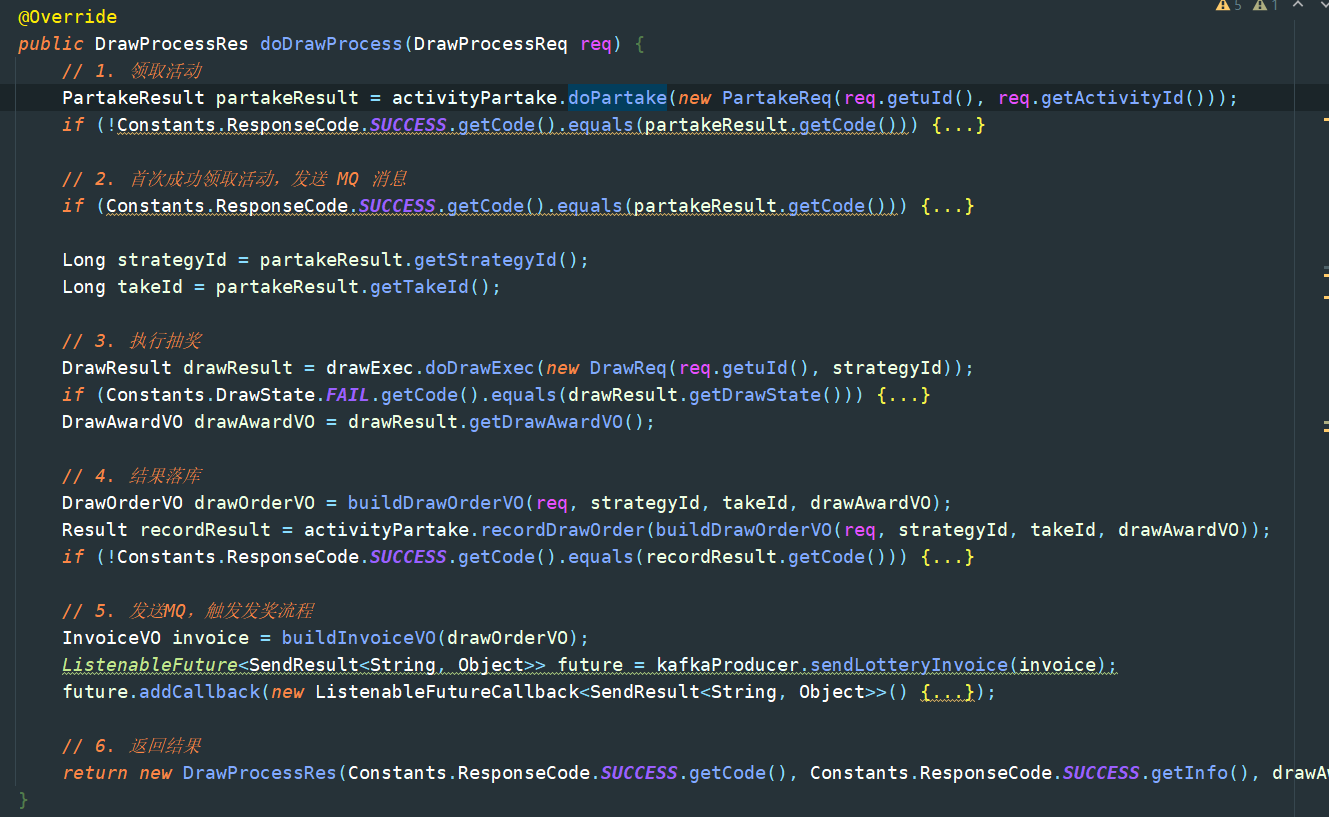 5 1
@Override
public DrawProcessRes doDrawProcess(DrawProcessReq req) {
// 1. 领取活动
PartakeResult partakeResult = activityPartake.doPartake(new PartakeReq(req.getuId(), req.getActivityId()));
if (!Constants.ResponseCode.SUCCESS.getCode().equals(partakeResult.getCode())) {...}
// 2. 首次成功领取活动，发送 MQ 消息
if (Constants.ResponseCode.SUCCESS.getCode().equals(partakeResult.getCode())) {...}
Long strategyId = partakeResult.getStrategyId();
Long takeId = partakeResult.getTakeId();
// 3. 执行抽奖
DrawResult drawResult = drawExec.doDrawExec(new DrawReq(req.getuId(), strategyId));
if (Constants.DrawState.FAIL.getCode().equals(drawResult.getDrawState())) {...}
DrawAwardVO drawAwardVO = drawResult.getDrawAwardVO();
// 4. 结果落库
DrawOrderVO drawOrderVO = buildDrawOrderVO(req, strategyId, takeId, drawAwardVO);
Result recordResult = activityPartake.recordDrawOrder(buildDrawOrderVO(req, strategyId, takeId, drawAwardVO));
if (!Constants.ResponseCode.SUCCESS.getCode().equals(recordResult.getCode())) {...}
// 5. 发送MQ，触发发奖流程
InvoiceVO invoice = buildInvoiceVO(drawOrderVO);
ListenableFuture<SendResult<String, Object>> future = kafkaProducer.sendLotteryInvoice(invoice);
future.addCallback(new ListenableFutureCallback<SendResult<String, Object>>() {...});
// 6. 返回结果
return new DrawProcessRes(Constants.ResponseCode.SUCCESS.getCode(), Constants.ResponseCode.SUCCESS.getInfo(), drawA
}